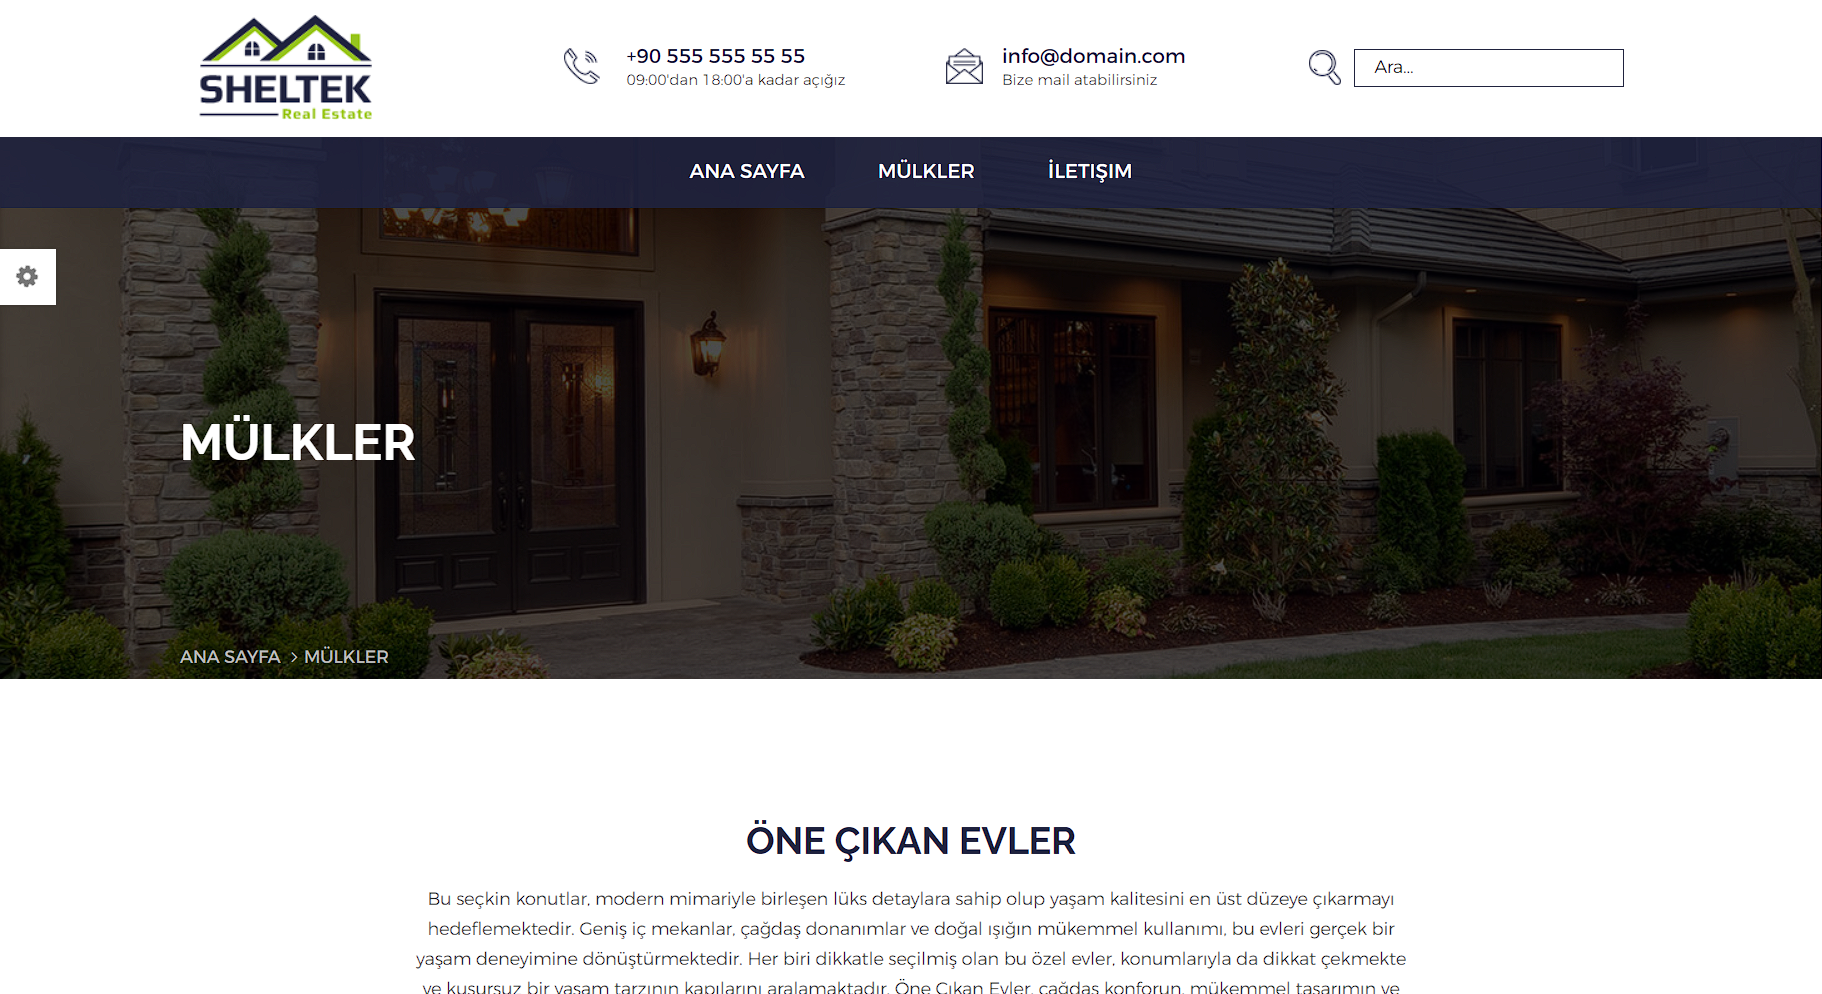 SHELTEK
Real Estate
+90 555 555 55 55
09:00'dan 18:00'a kadar açığız
info@domain.com
Bize mail atabilirsiniz
Ara...
ANA SAYFA MÜLKLER İLETIŞIM
MÜLKLER
ANA SAYFA > MÜLKLER
ÖNE ÇIKAN EVLER
Bu seçkin konutlar, modern mimariyle birleşen lüks detaylara sahip olup yaşam kalitesini en üst düzeye çıkarmayı
hedeflemektedir. Geniş iç mekanlar, çağdaş donanımlar ve doğal ışığın mükemmel kullanımı, bu evleri gerçek bir
yaşam deneyimine dönüştürmektedir. Her biri dikkatle seçilmiş olan bu özel evler, konumlarıyla da dikkat çekmekte
ve kusursuz bir yaşam tarzının kapılarını aralamaktadır. Öne Çıkan Evler, çağdaş konforun, mükemmel tasarımın ve